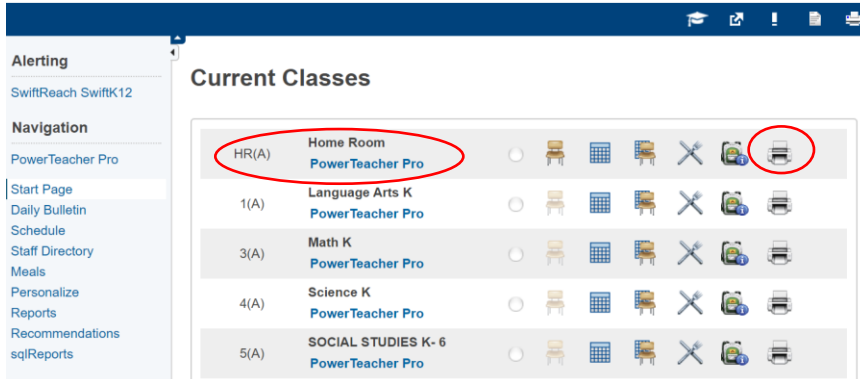 Alerting
SwiftReach SwiftK12
Navigation
PowerTeacher Pro
Start Page
Daily Bulletin
Schedule
Staff Directory
Meals
Personalize
Reports
Recommendations
sqlReports
Current Classes
HR(A) Home Room
PowerTeacher Pro
1(A) Language Arts K
PowerTeacher Pro
3(A) Math K
PowerTeacher Pro
4(A) Science K
PowerTeacher Pro
5(A) SOCIAL STUDIES K- 6
PowerTeacher Pro